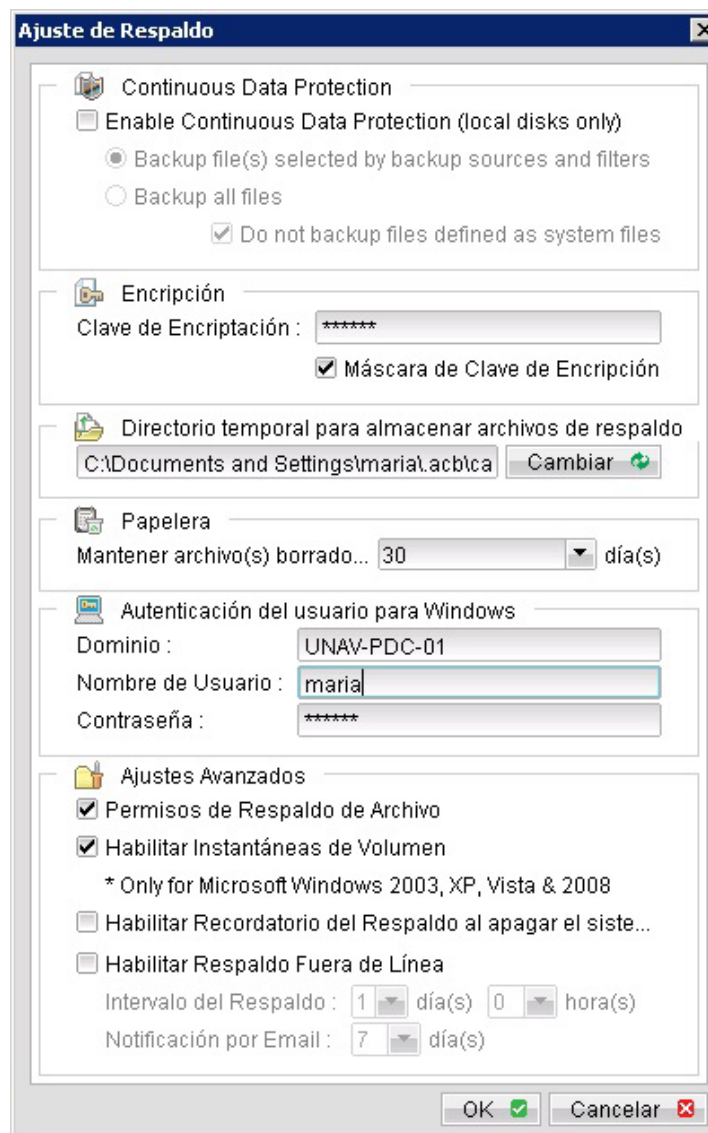 Ajuste de Respaldo
Continuous Data Protection
Enable Continuous Data Protection (local disks only)
Backup file(s) selected by backup sources and filters
Backup all files
Do not backup files defined as system files
Encripción
Clave de Encriptación : ******
Máscara de Clave de Encripción
Directorio temporal para almacenar archivos de respaldo
C:\Documents and Settings\maria\.acb\ca Cambiar
Papelera
Mantener archivo(s) borrado... 30 día(s)
Autenticación del usuario para Windows
Dominio : UNAV-PDC-01
Nombre de Usuario : maria
Contraseña : ******
Ajustes Avanzados
Permisos de Respaldo de Archivo
Habilitar Instantáneas de Volumen
* Only for Microsoft Windows 2003, XP, Vista & 2008
Habilitar Recordatorio del Respaldo al apagar el siste...
Habilitar Respaldo Fuera de Línea
Intervalo del Respaldo : 1 día(s) 0 hora(s)
Notificación por Email : 7 día(s)
OK Cancelar